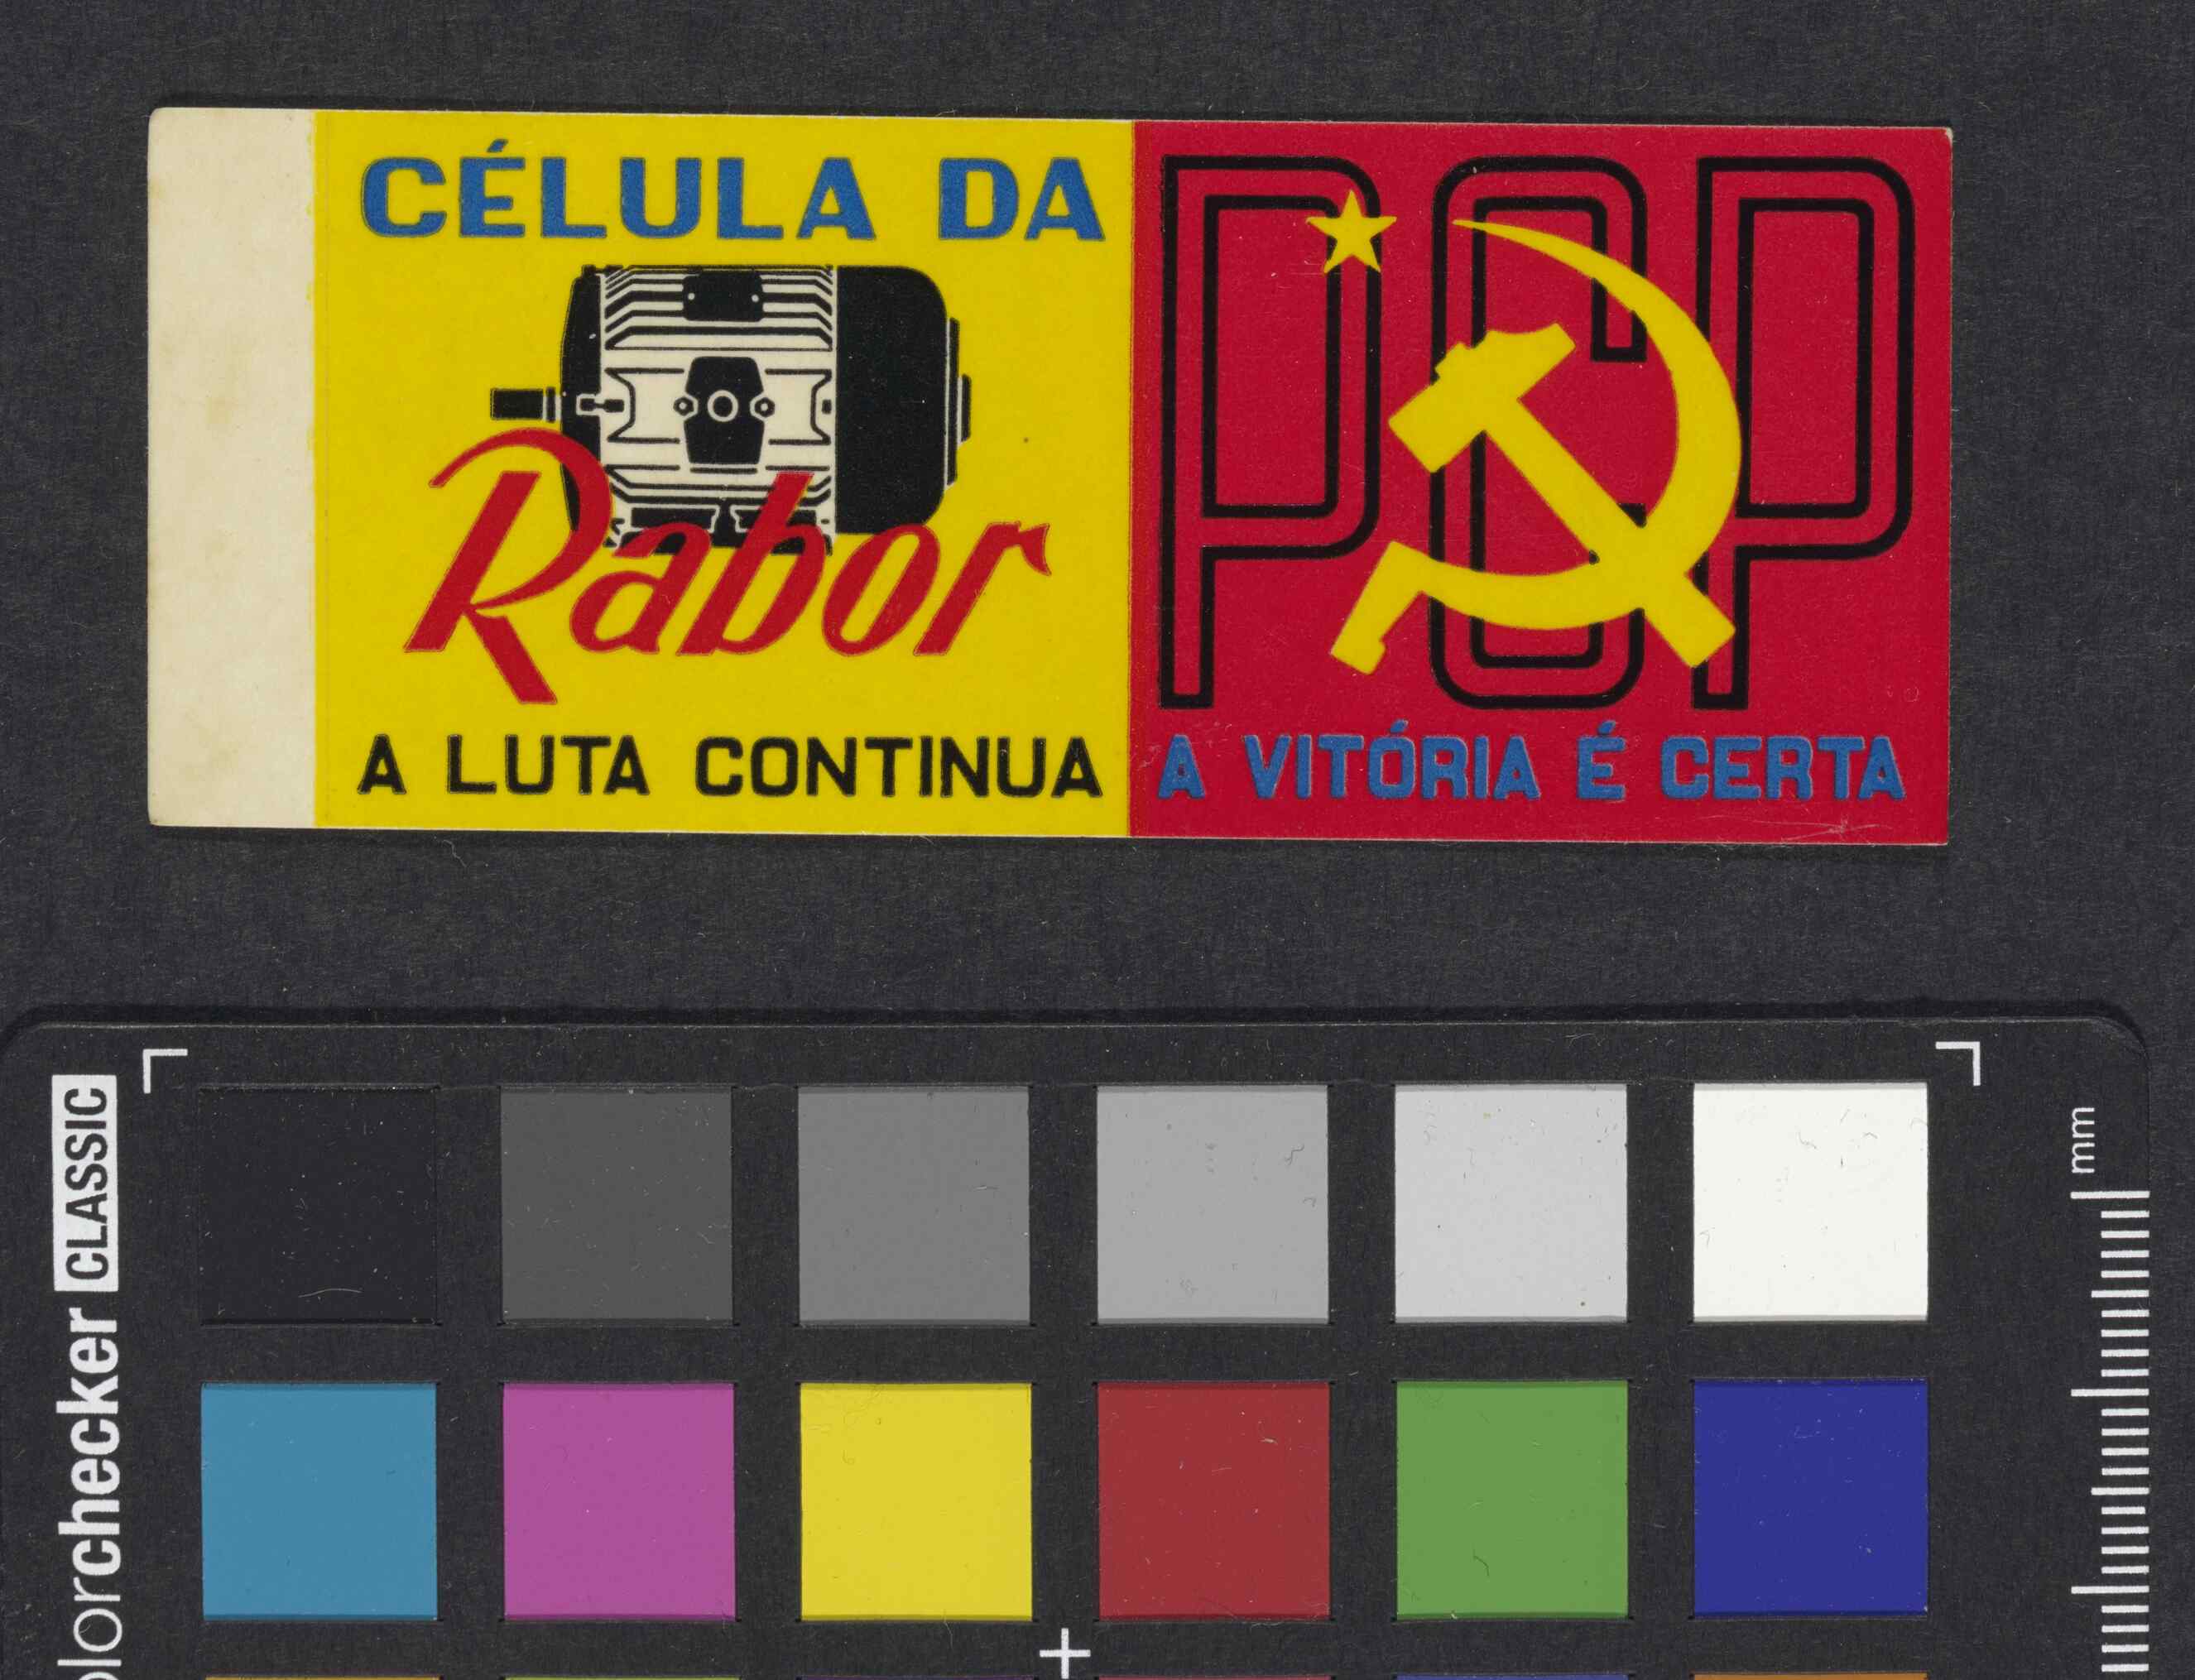 CÉLULA DA
Rabor
A LUTA CONTINUA
PCP
A VITÓRIA É CERTA
colorchecker CLASSIC
mm